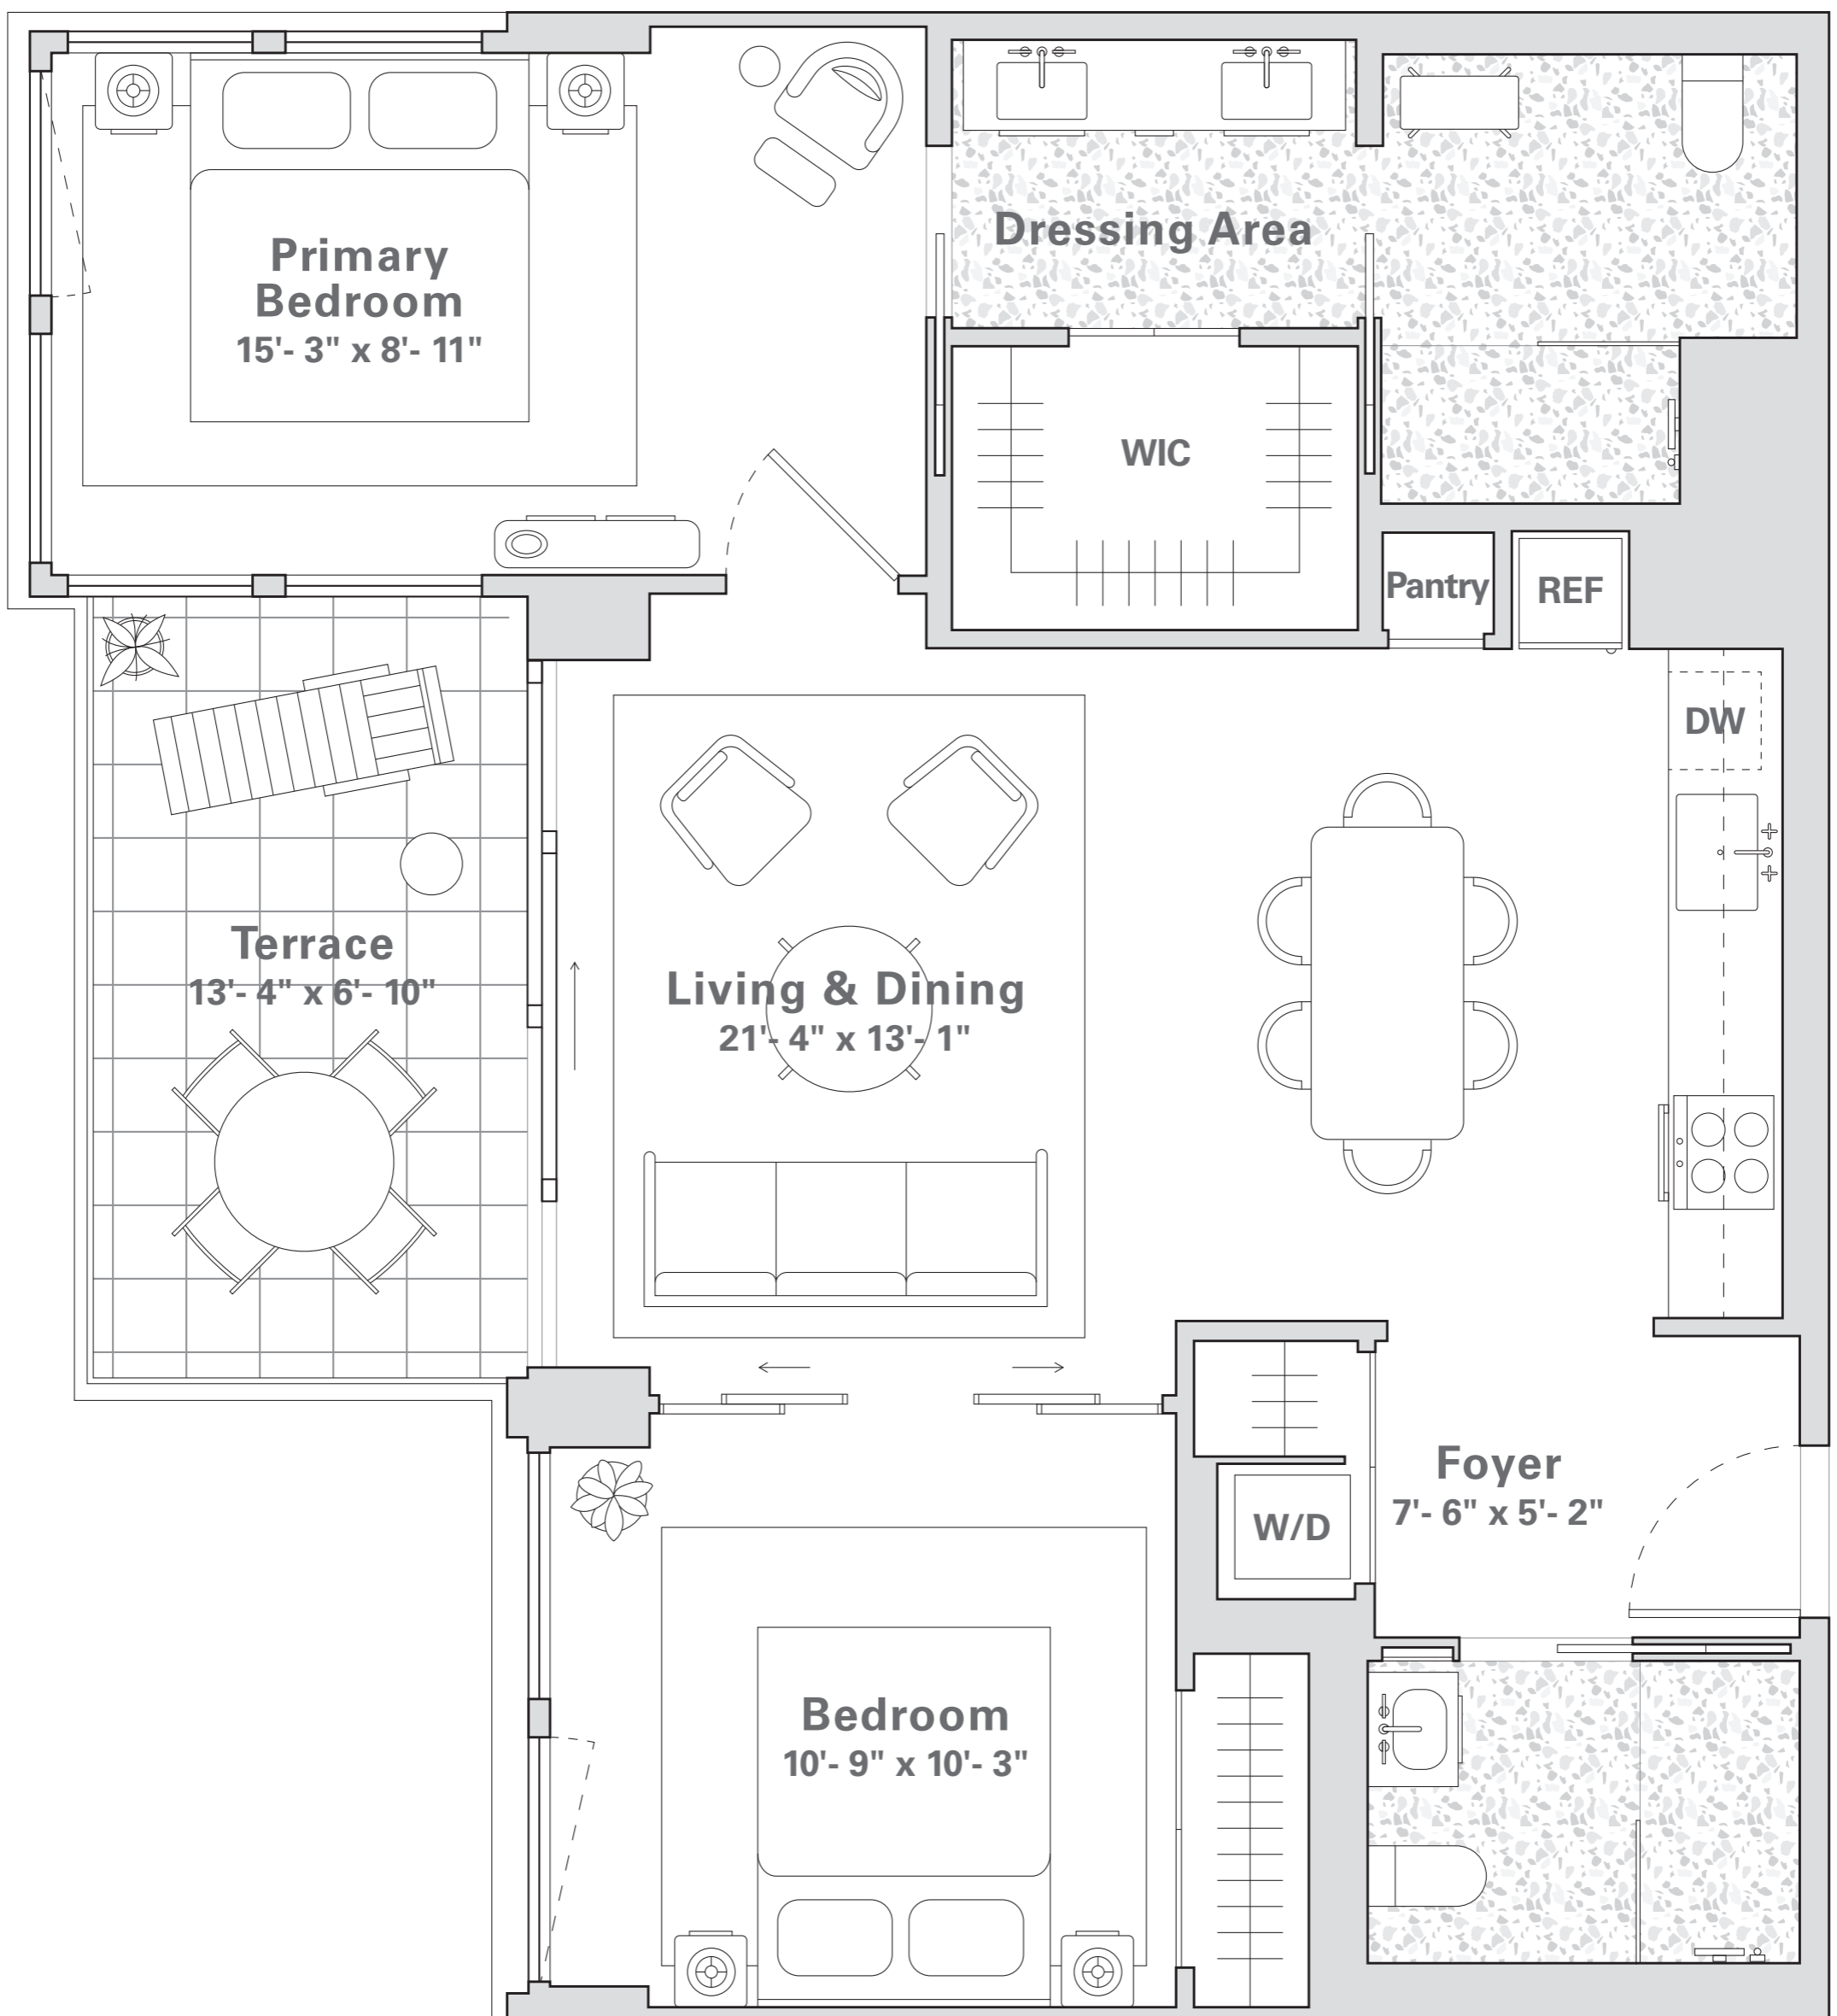 Primary
Bedroom
15'- 3" x 8'- 11"
Dressing Area
WIC
Pantry
REF
DW
Terrace
13'- 4" x 6'- 10"
Living & Dining
21'- 4" x 13'- 1"
Foyer
7'- 6" x 5'- 2"
W/D
Bedroom
10'- 9" x 10'- 3"